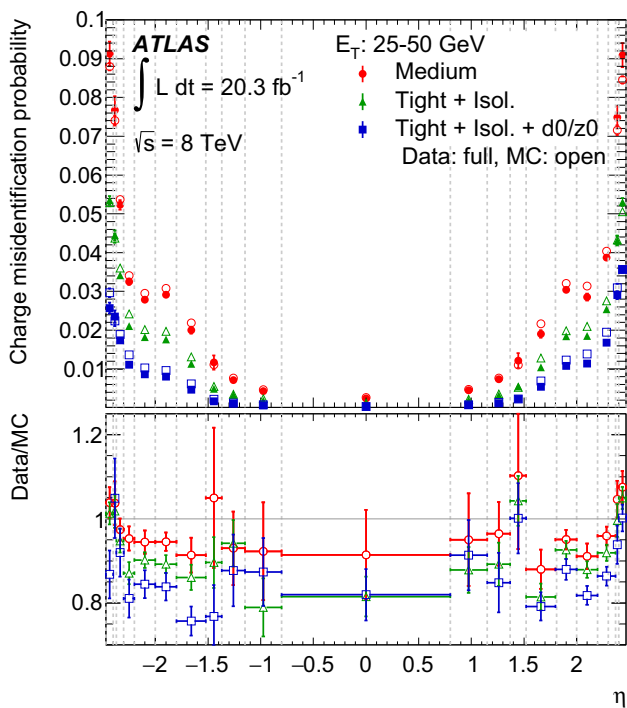 Charge misidentification probability
0.1
0.09
0.08
0.07
0.06
0.05
0.04
0.03
0.02
0.01
ATLAS
∫ L dt = 20.3 fb⁻¹
√s = 8 TeV
E_T: 25-50 GeV
Medium
Tight + Isol.
Tight + Isol. + d0/z0
Data: full, MC: open
Data/MC
1.2
1
0.8
−2 −1.5 −1 −0.5 0 0.5 1 1.5 2
η